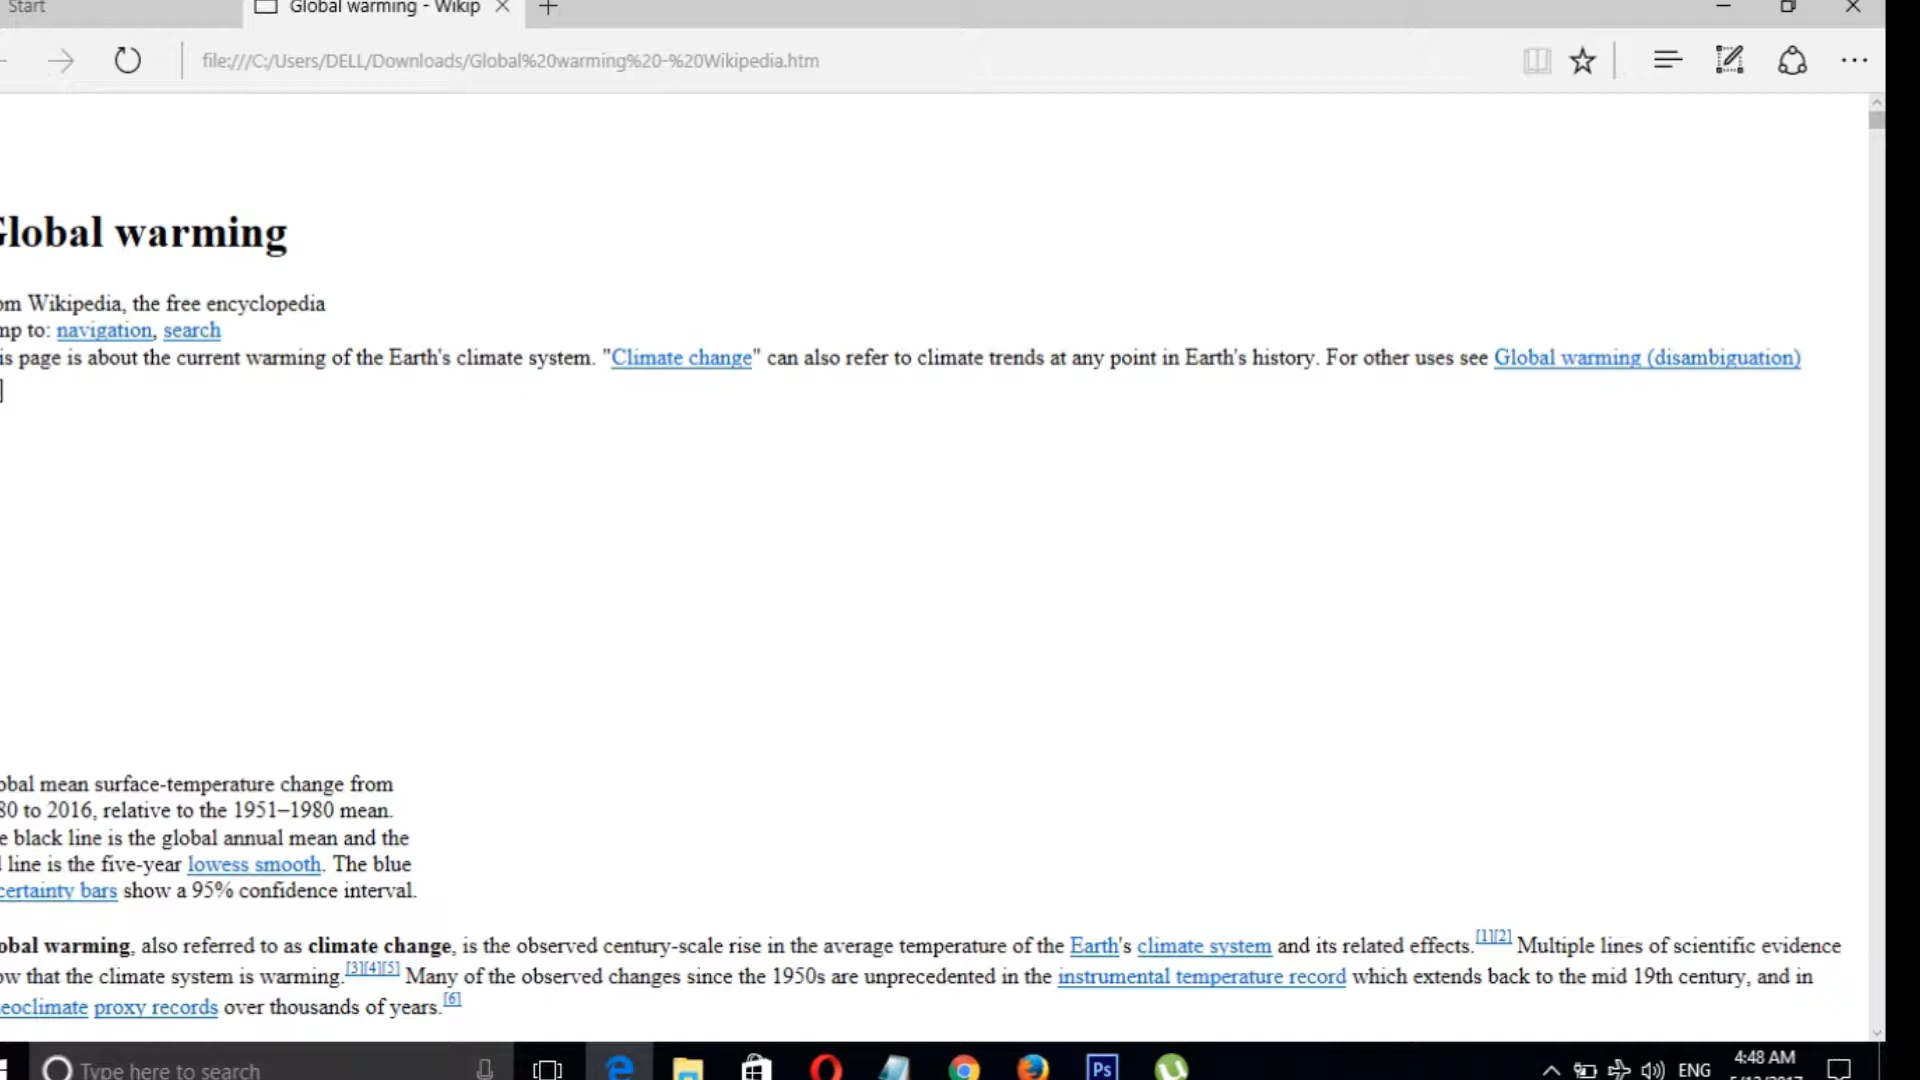 Start
Global warming - Wikip
file:///C:/Users/DELL/Downloads/Global%20warming%20-%20Wikipedia.htm
Global warming
om Wikipedia, the free encyclopedia
mp to: navigation, search
is page is about the current warming of the Earth's climate system. "Climate change" can also refer to climate trends at any point in Earth's history. For other uses see Global warming (disambiguation)
]
obal mean surface-temperature change from
80 to 2016, relative to the 1951–1980 mean.
e black line is the global annual mean and the
line is the five-year lowess smooth. The blue
certainty bars show a 95% confidence interval.
obal warming, also referred to as climate change, is the observed century-scale rise in the average temperature of the Earth's climate system and its related effects.[1][2] Multiple lines of scientific evidence
ow that the climate system is warming.[3][4][5] Many of the observed changes since the 1950s are unprecedented in the instrumental temperature record which extends back to the mid 19th century, and in
eoclimate proxy records over thousands of years.[6]
Type here to search
Ps
ENG
4:48 AM